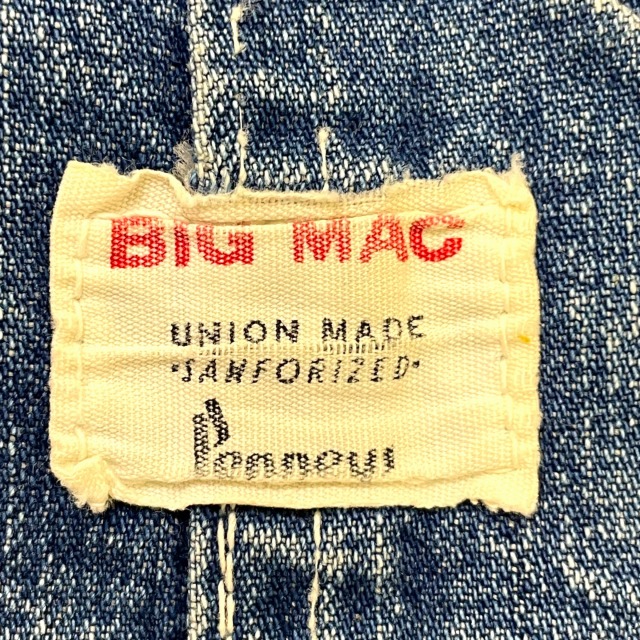 BIG MAC
UNION MADE
·SANFORIZED·
Penneys